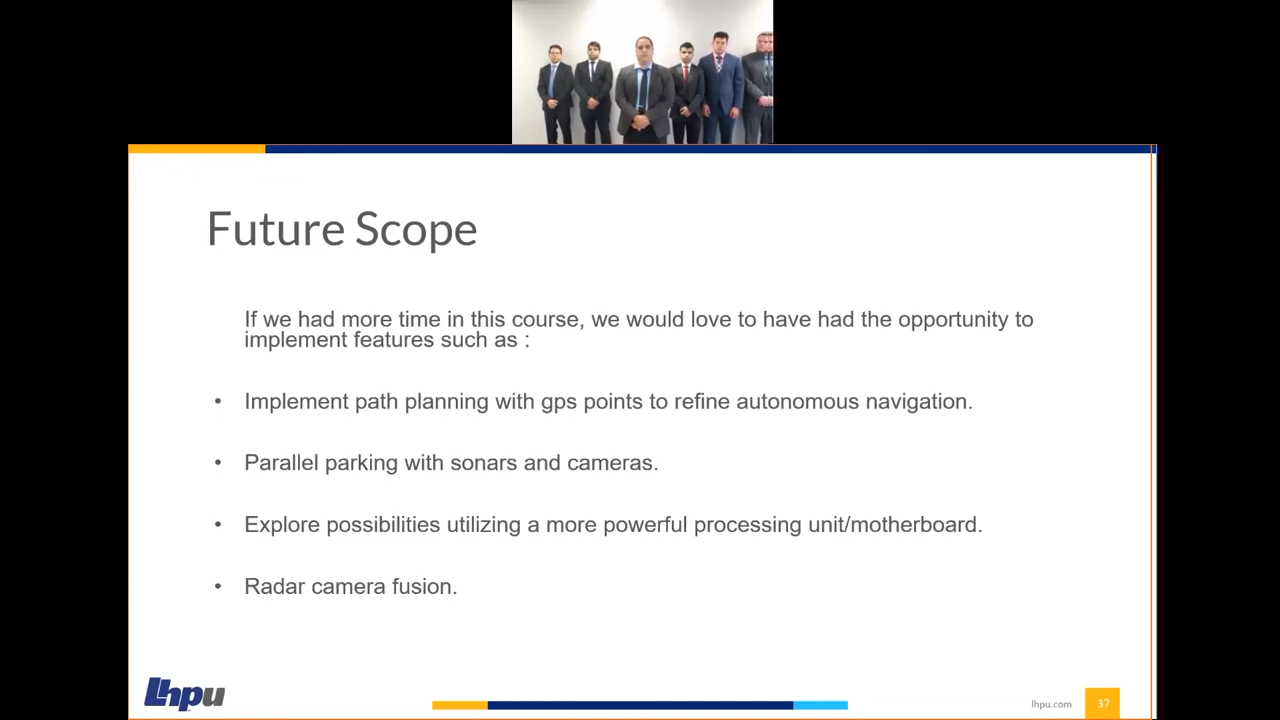 Future Scope
If we had more time in this course, we would love to have had the opportunity to
implement features such as :
• Implement path planning with gps points to refine autonomous navigation.
• Parallel parking with sonars and cameras.
• Explore possibilities utilizing a more powerful processing unit/motherboard.
• Radar camera fusion.
lhpu
lhpu.com
37